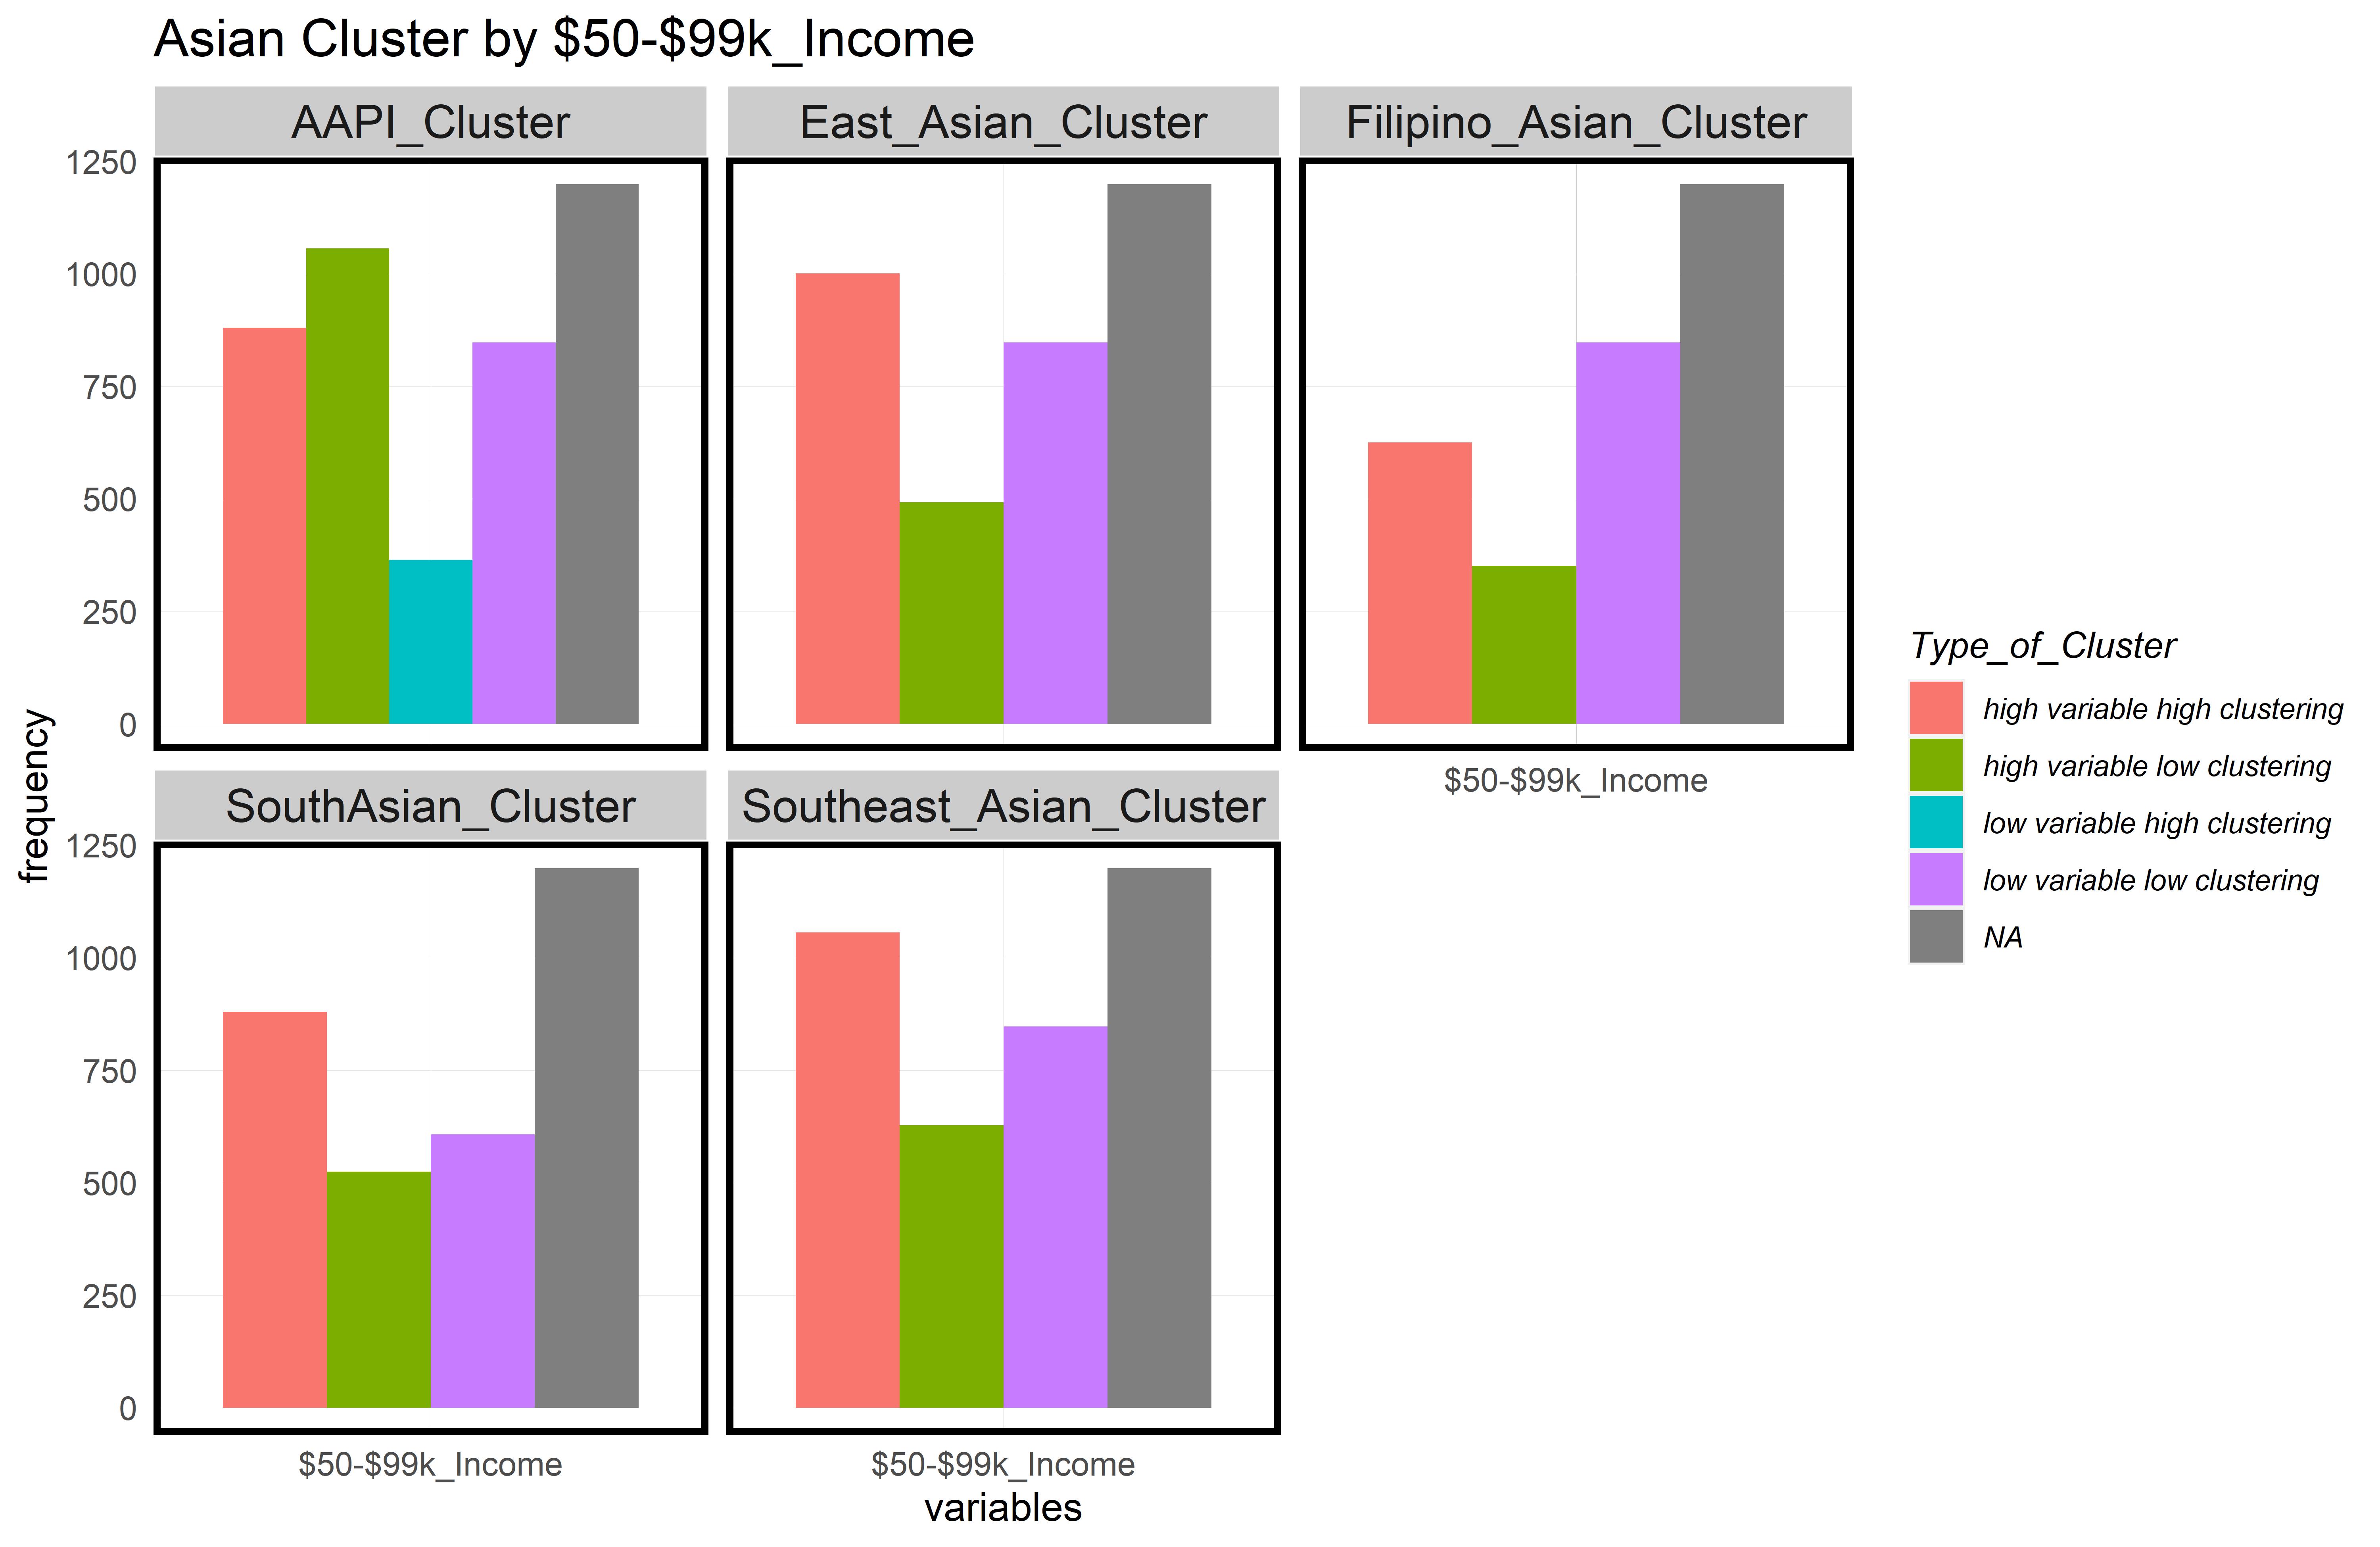 Asian Cluster by $50-$99k_Income
AAPI_Cluster
East_Asian_Cluster
Filipino_Asian_Cluster
1250
1000
750
500
250
0
$50-$99k_Income
SouthAsian_Cluster
Southeast_Asian_Cluster
1250
1000
750
500
250
0
$50-$99k_Income
$50-$99k_Income
variables
frequency
Type_of_Cluster
high variable high clustering
high variable low clustering
low variable high clustering
low variable low clustering
NA